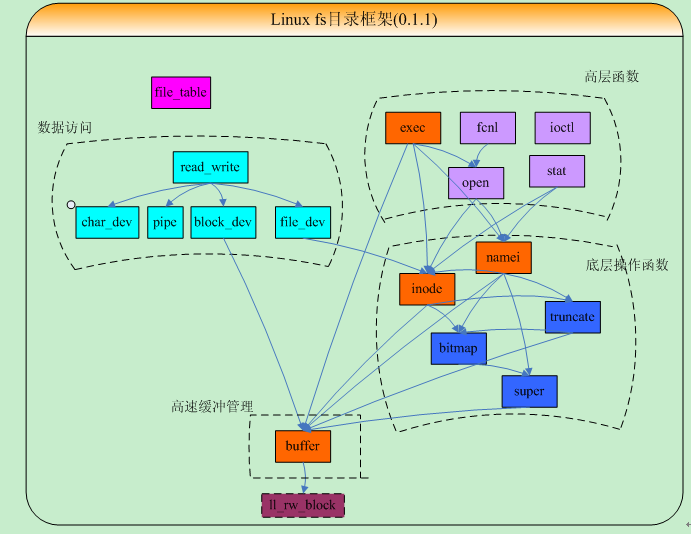 Linux fs目录框架(0.1.1)
高层函数
file_table
数据访问
exec
fcnl
ioctl
read_write
open
stat
char_dev
pipe
block_dev
file_dev
namei
底层操作函数
inode
truncate
bitmap
super
高速缓冲管理
buffer
ll_rw_block